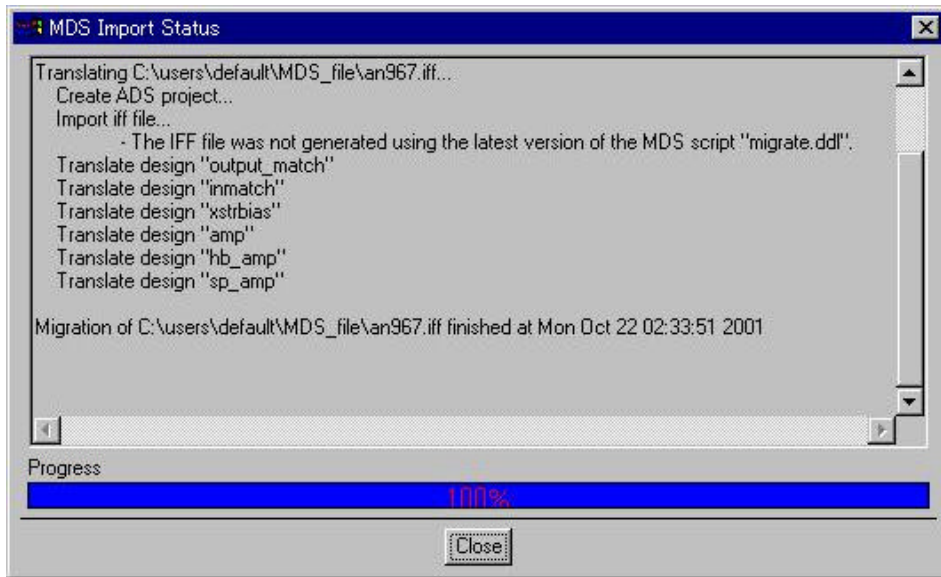 MDS Import Status
Translating C:\users\default\MDS_file\an967.iff...
Create ADS project...
Import iff file...
- The IFF file was not generated using the latest version of the MDS script "migrate.ddl".
Translate design "output_match"
Translate design "inmatch"
Translate design "xstrbias"
Translate design "amp"
Translate design "hb_amp"
Translate design "sp_amp"
Migration of C:\users\default\MDS_file\an967.iff finished at Mon Oct 22 02:33:51 2001
Progress
100%
Close